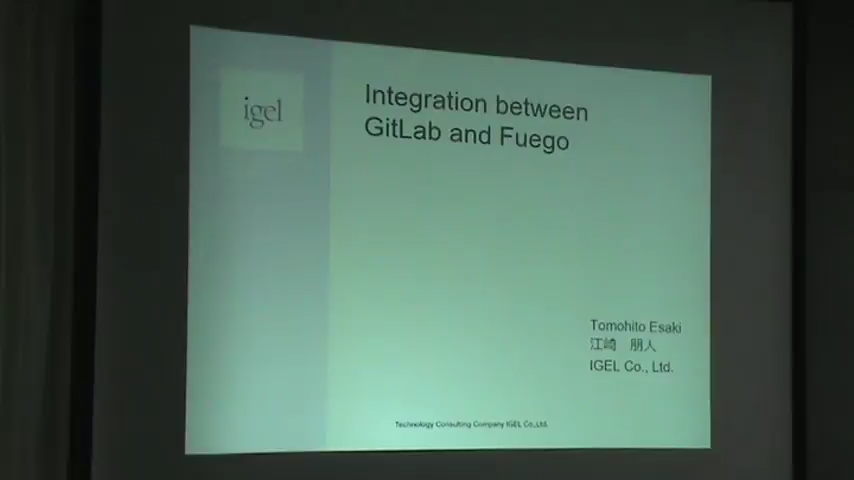 igel
Integration between
GitLab and Fuego
Tomohito Esaki
江崎　朋人
IGEL Co., Ltd.
Technology Consulting Company IGEL Co.,Ltd.